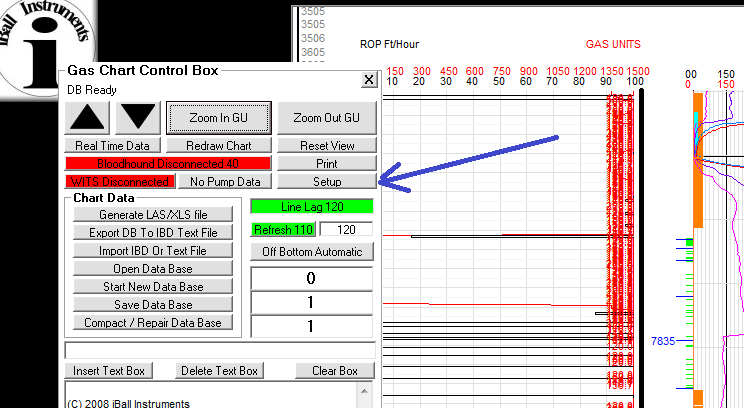 iBall Instruments
i
3505
3505
3506
3605
ROP Ft/Hour
GAS UNITS
Gas Chart Control Box
X
DB Ready
150 300 450 600 750 900 1050 1200 1350 1500
20 30 40 50 60 70 80 90 100
00 10
0 150
Zoom In GU
Zoom Out GU
Real Time Data
Redraw Chart
Reset View
Bloodhound Disconnected 40
Print
WITS Disconnected
No Pump Data
Setup
Chart Data
Generate LAS/XLS file
Export DB To IBD Text File
Import IBD Or Text File
Open Data Base
Start New Data Base
Save Data Base
Compact / Repair Data Base
Line Lag 120
Refresh 110
120
Off Bottom Automatic
0
1
1
7835
Insert Text Box
Delete Text Box
Clear Box
(C) 2008 iBall Instruments